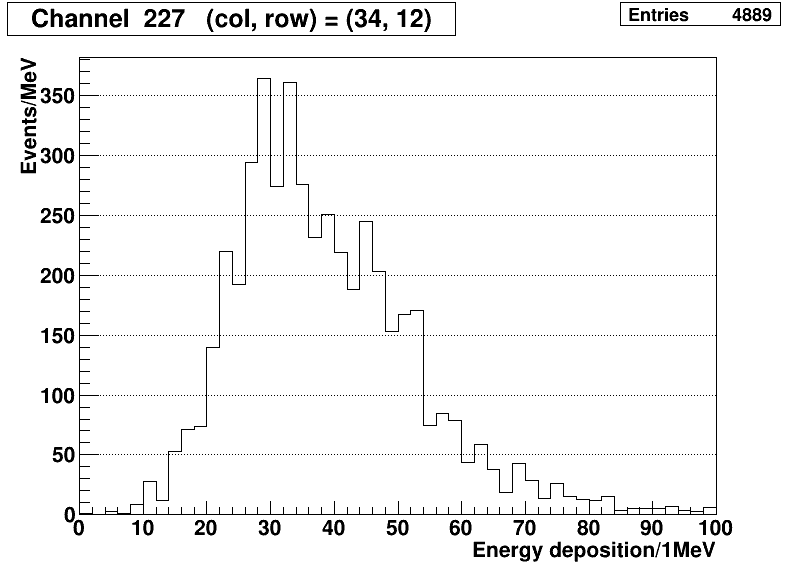 Channel 227 (col, row) = (34, 12)
Entries 4889
Events/MeV
350
300
250
200
150
100
50
0
0 10 20 30 40 50 60 70 80 90 100
Energy deposition/1MeV